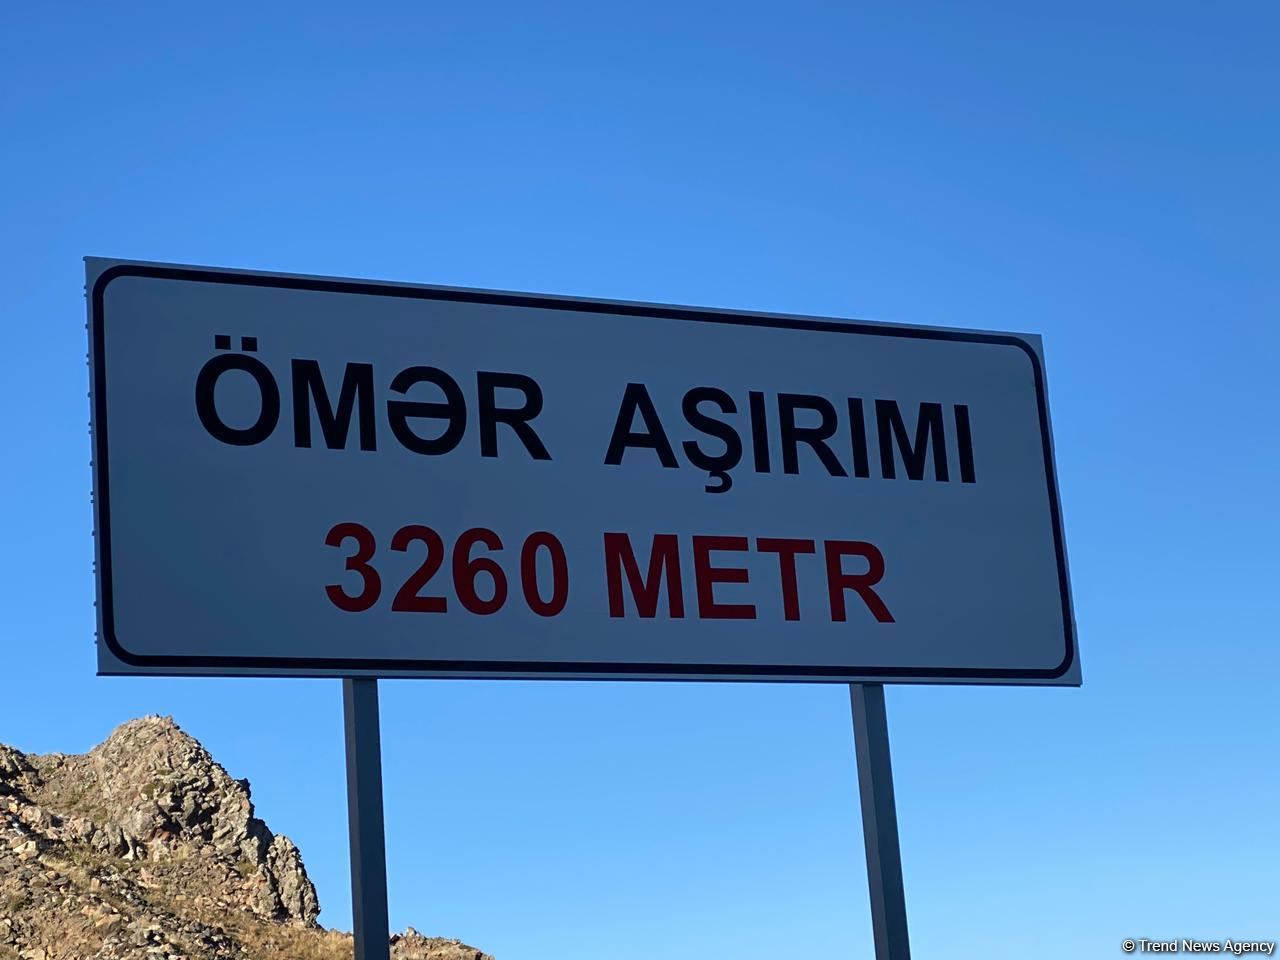 ÖMƏR AŞIRIMI
3260 METR
© Trend News Agency